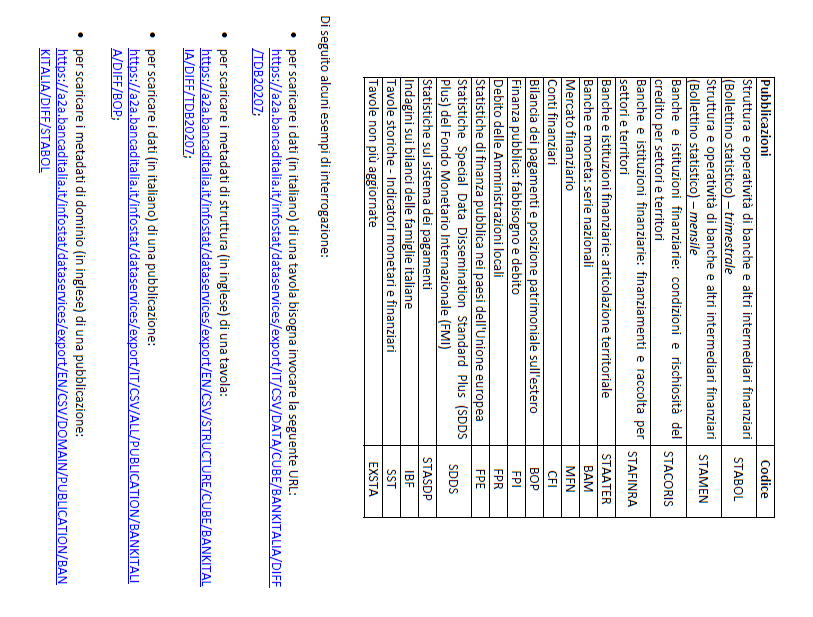 Pubblicazioni Codice
Struttura e operatività di banche e altri intermediari finanziari
(Bollettino statistico) – trimestrale STABOL
Struttura e operatività di banche e altri intermediari finanziari
(Bollettino statistico) – mensile STAMEN
Banche e istituzioni finanziarie: condizioni e rischiosità del
credito per settori e territori STACORIS
Banche e istituzioni finanziarie: finanziamenti e raccolta per
settori e territori STAFINRA
Banche e istituzioni finanziarie: articolazione territoriale STAATER
Banche e moneta: serie nazionali BAM
Mercato finanziario MFN
Conti finanziari CFI
Bilancia dei pagamenti e posizione patrimoniale sull'estero BOP
Finanza pubblica: fabbisogno e debito FPI
Debito delle Amministrazioni locali FPR
Statistiche di finanza pubblica nei paesi dell'Unione europea FPE
Statistiche Special Data Dissemination Standard Plus (SDDS
Plus) del Fondo Monetario Internazionale (FMI) SDDS
Statistiche sul sistema dei pagamenti STASDP
Indagini sui bilanci delle famiglie italiane IBF
Tavole storiche - Indicatori monetari e finanziari SST
Tavole non più aggiornate EXSTA
Di seguito alcuni esempi di interrogazione:
• per scaricare i dati (in italiano) di una tavola bisogna invocare la seguente URL:
https://a2a.bancaditalia.it/infostat/dataservices/export/IT/CSV/DATA/CUBE/BANKITALIA/DIFF
/TDB20207;
• per scaricare i metadati di struttura (in inglese) di una tavola:
https://a2a.bancaditalia.it/infostat/dataservices/export/EN/CSV/STRUCTURE/CUBE/BANKITAL
IA/DIFF/TDB20207;
• per scaricare i dati (in italiano) di una pubblicazione:
https://a2a.bancaditalia.it/infostat/dataservices/export/IT/CSV/ALL/PUBLICATION/BANKITALI
A/DIFF/BOP;
• per scaricare i metadati di dominio (in inglese) di una pubblicazione:
https://a2a.bancaditalia.it/infostat/dataservices/export/EN/CSV/DOMAIN/PUBLICATION/BAN
KITALIA/DIFF/STABOL